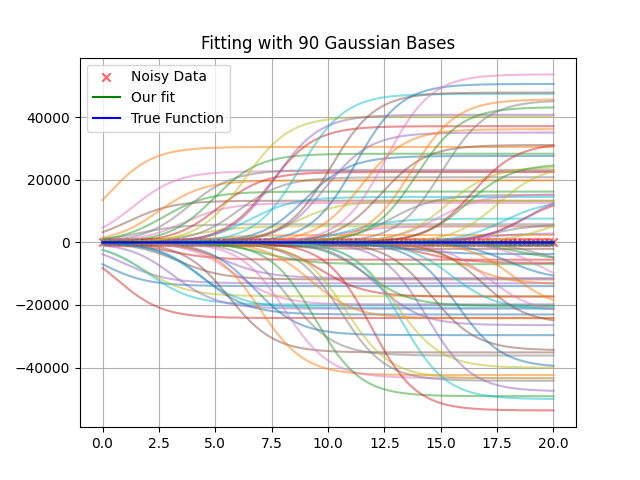 Fitting with 90 Gaussian Bases
Noisy Data
Our fit
True Function
40000
20000
0
−20000
−40000
0.0 2.5 5.0 7.5 10.0 12.5 15.0 17.5 20.0